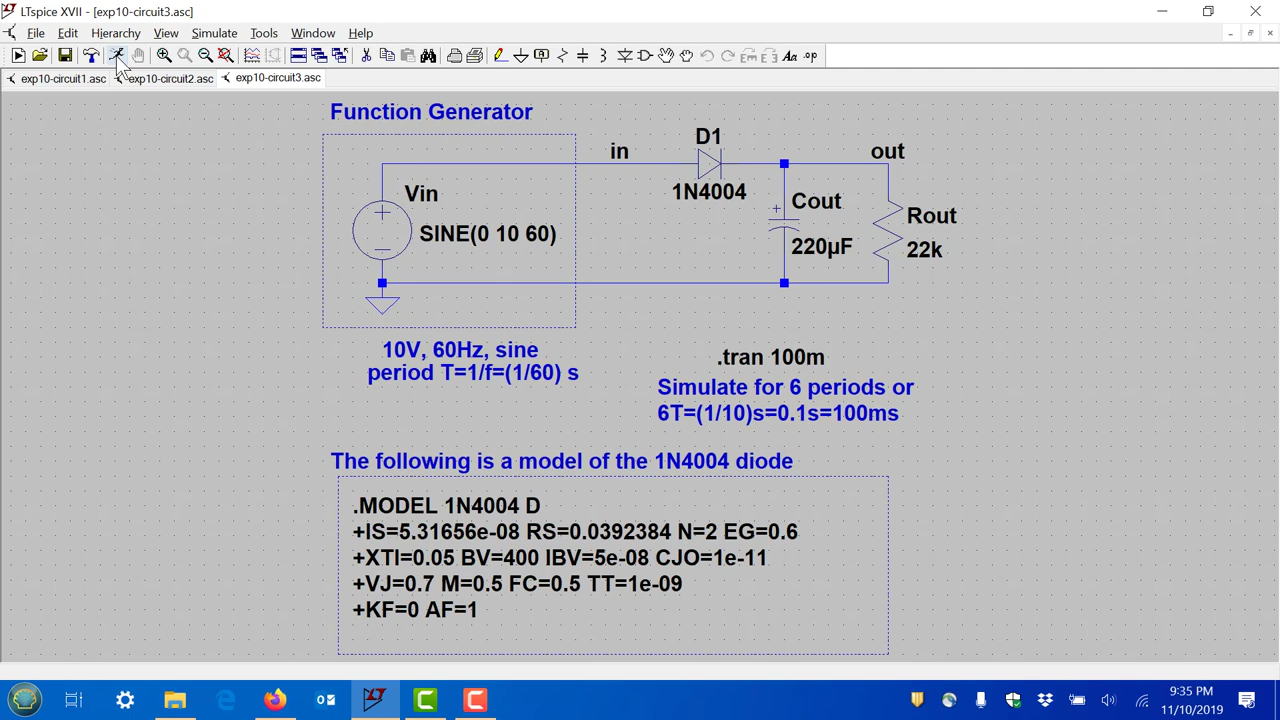 LTspice XVII - [exp10-circuit3.asc]
File Edit Hierarchy View Simulate Tools Window Help
.op
exp10-circuit1.asc exp10-circuit2.asc exp10-circuit3.asc
Function Generator
in
D1
1N4004
out
Vin
SINE(0 10 60)
Cout
220µF
Rout
22k
10V, 60Hz, sine
period T=1/f=(1/60) s
.tran 100m
Simulate for 6 periods or
6T=(1/10)s=0.1s=100ms
The following is a model of the 1N4004 diode
.MODEL 1N4004 D
+IS=5.31656e-08 RS=0.0392384 N=2 EG=0.6
+XTI=0.05 BV=400 IBV=5e-08 CJO=1e-11
+VJ=0.7 M=0.5 FC=0.5 TT=1e-09
+KF=0 AF=1
9:35 PM
11/10/2019